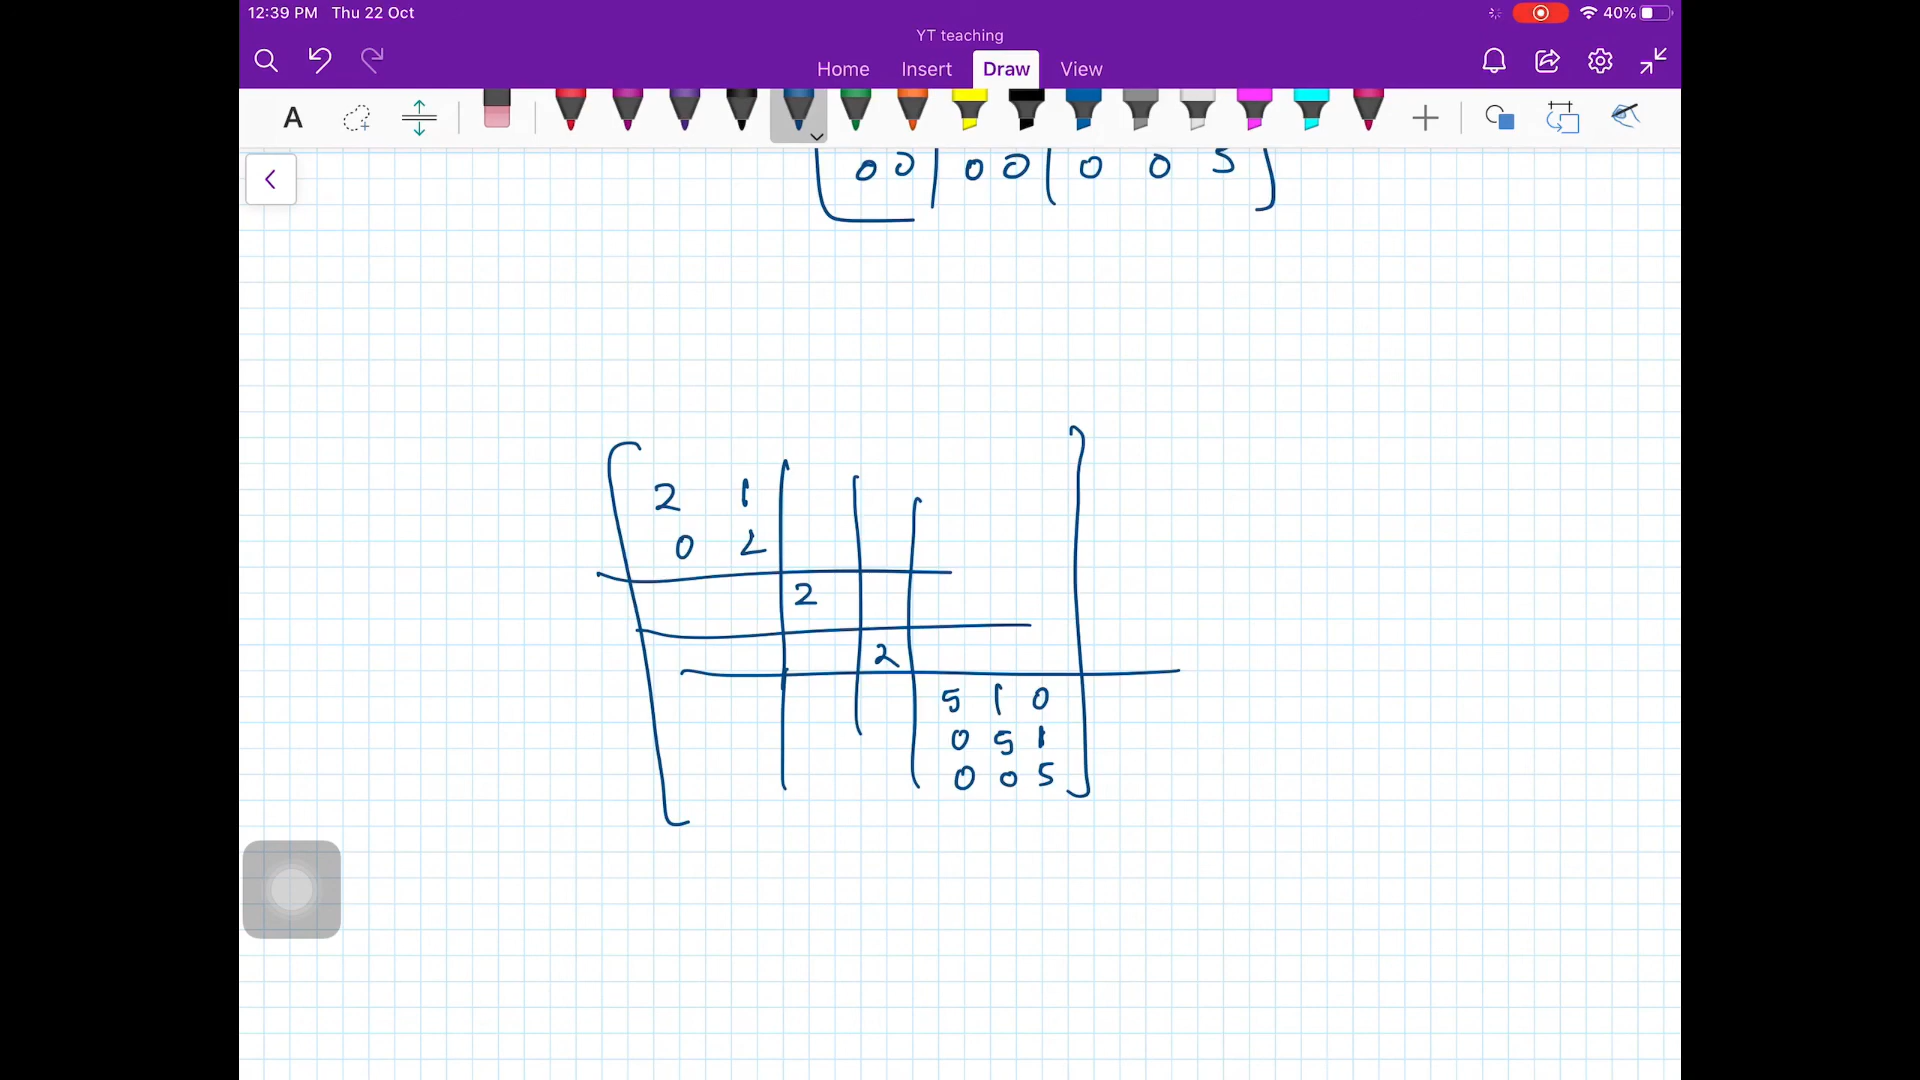 12:39 PM Thu 22 Oct 40%
YT teaching
Home Insert Draw View
A
0 0 | 0 0 | 0 0 5
2 1
0 2
2
2
5 1 0
0 5 1
0 0 5